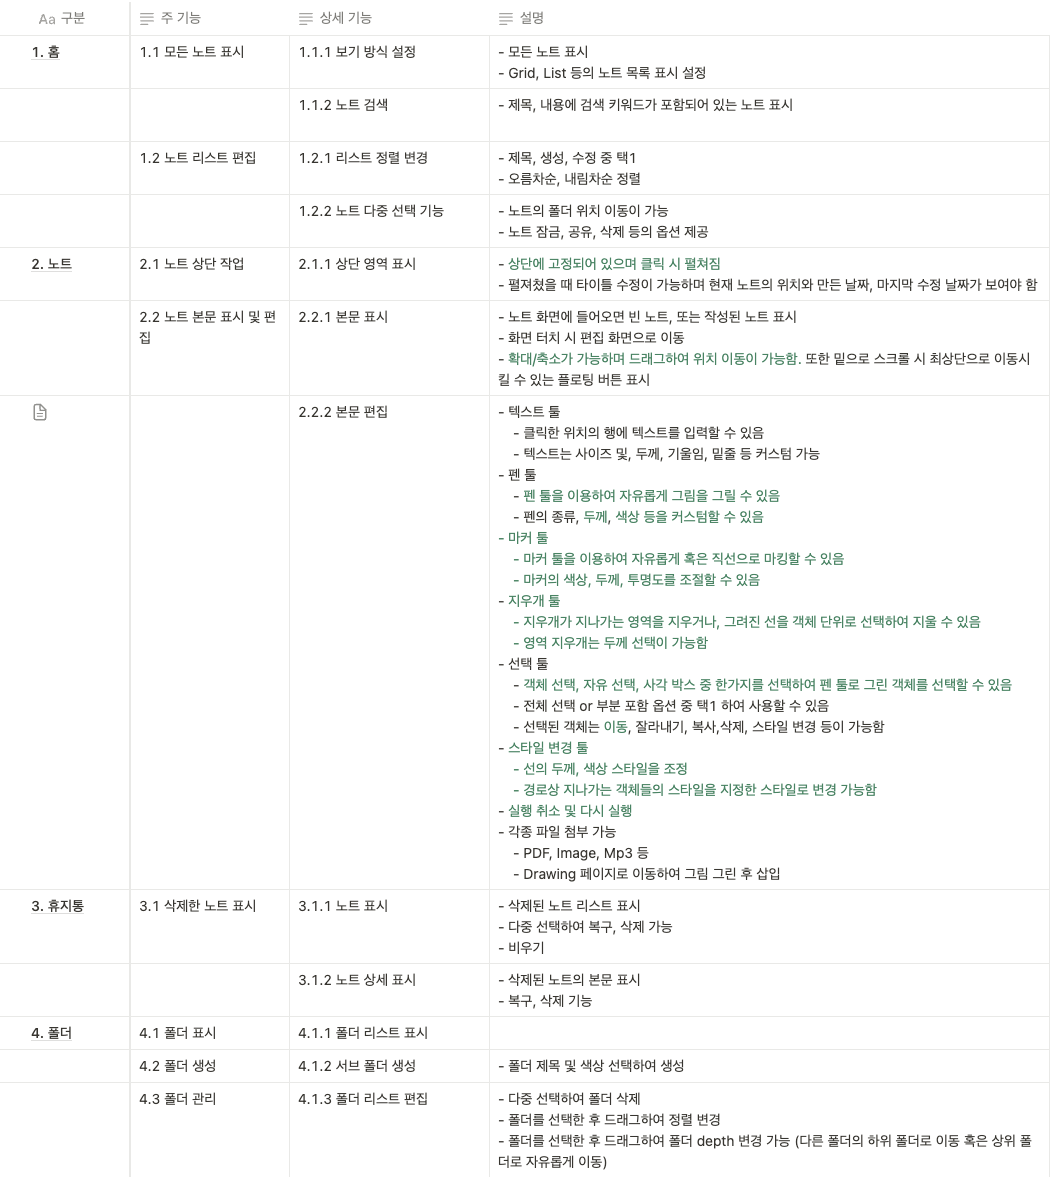 Aa 구분 주 기능 상세 기능 설명
1. 홈 1.1 모든 노트 표시 1.1.1 보기 방식 설정 - 모든 노트 표시
- Grid, List 등의 노트 목록 표시 설정
1.1.2 노트 검색 - 제목, 내용에 검색 키워드가 포함되어 있는 노트 표시
1.2 노트 리스트 편집 1.2.1 리스트 정렬 변경 - 제목, 생성, 수정 중 택1
- 오름차순, 내림차순 정렬
1.2.2 노트 다중 선택 기능 - 노트의 폴더 위치 이동이 가능
- 노트 잠금, 공유, 삭제 등의 옵션 제공
2. 노트 2.1 노트 상단 작업 2.1.1 상단 영역 표시 - 상단에 고정되어 있으며 클릭 시 펼쳐짐
- 펼쳐졌을 때 타이틀 수정이 가능하며 현재 노트의 위치와 만든 날짜, 마지막 수정 날짜가 보여야 함
2.2 노트 본문 표시 및 편 2.2.1 본문 표시 - 노트 화면에 들어오면 빈 노트, 또는 작성된 노트 표시
집 - 화면 터치 시 편집 화면으로 이동
- 확대/축소가 가능하며 드래그하여 위치 이동이 가능함. 또한 밑으로 스크롤 시 최상단으로 이동시
킬 수 있는 플로팅 버튼 표시
2.2.2 본문 편집 - 텍스트 툴
- 클릭한 위치의 행에 텍스트를 입력할 수 있음
- 텍스트는 사이즈 및, 두께, 기울임, 밑줄 등 커스텀 가능
- 펜 툴
- 펜 툴을 이용하여 자유롭게 그림을 그릴 수 있음
- 펜의 종류, 두께, 색상 등을 커스텀할 수 있음
- 마커 툴
- 마커 툴을 이용하여 자유롭게 혹은 직선으로 마킹할 수 있음
- 마커의 색상, 두께, 투명도를 조절할 수 있음
- 지우개 툴
- 지우개가 지나가는 영역을 지우거나, 그려진 선을 객체 단위로 선택하여 지울 수 있음
- 영역 지우개는 두께 선택이 가능함
- 선택 툴
- 객체 선택, 자유 선택, 사각 박스 중 한가지를 선택하여 펜 툴로 그린 객체를 선택할 수 있음
- 전체 선택 or 부분 포함 옵션 중 택1 하여 사용할 수 있음
- 선택된 객체는 이동, 잘라내기, 복사,삭제, 스타일 변경 등이 가능함
- 스타일 변경 툴
- 선의 두께, 색상 스타일을 조정
- 경로상 지나가는 객체들의 스타일을 지정한 스타일로 변경 가능함
- 실행 취소 및 다시 실행
- 각종 파일 첨부 가능
- PDF, Image, Mp3 등
- Drawing 페이지로 이동하여 그림 그린 후 삽입
3. 휴지통 3.1 삭제한 노트 표시 3.1.1 노트 표시 - 삭제된 노트 리스트 표시
- 다중 선택하여 복구, 삭제 가능
- 비우기
3.1.2 노트 상세 표시 - 삭제된 노트의 본문 표시
- 복구, 삭제 기능
4. 폴더 4.1 폴더 표시 4.1.1 폴더 리스트 표시
4.2 폴더 생성 4.1.2 서브 폴더 생성 - 폴더 제목 및 색상 선택하여 생성
4.3 폴더 관리 4.1.3 폴더 리스트 편집 - 다중 선택하여 폴더 삭제
- 폴더를 선택한 후 드래그하여 정렬 변경
- 폴더를 선택한 후 드래그하여 폴더 depth 변경 가능 (다른 폴더의 하위 폴더로 이동 혹은 상위 폴
더로 자유롭게 이동)